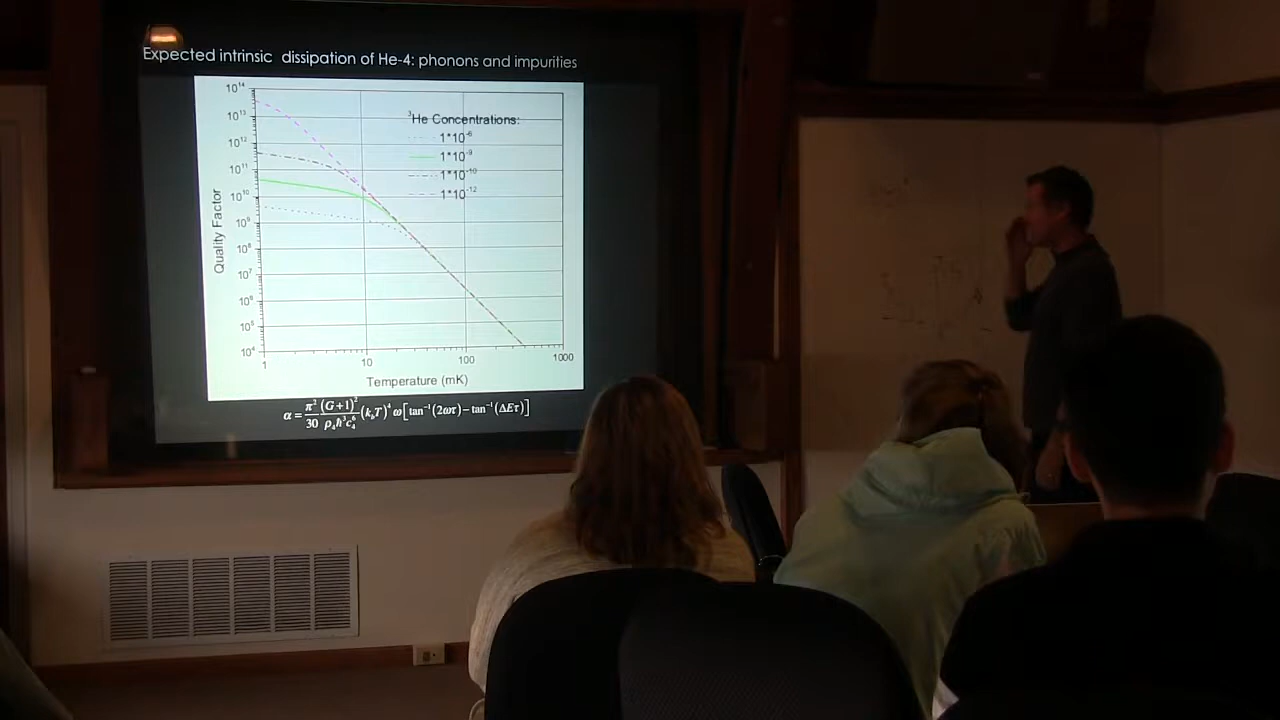 Expected intrinsic dissipation of He-4: phonons and impurities
10¹⁴
10¹³
10¹²
10¹¹
10¹⁰
10⁹
10⁸
10⁷
10⁶
10⁵
10⁴
Quality Factor
³He Concentrations:
1*10⁻⁶
1*10⁻⁹
1*10⁻¹⁰
1*10⁻¹²
1 10 100 1000
Temperature (mK)
α = π²/30 (G+1)²/ρ₄ħ³c₄⁶ (k_bT)⁴ ω[tan⁻¹(2ωτ)−tan⁻¹(ΔEτ)]